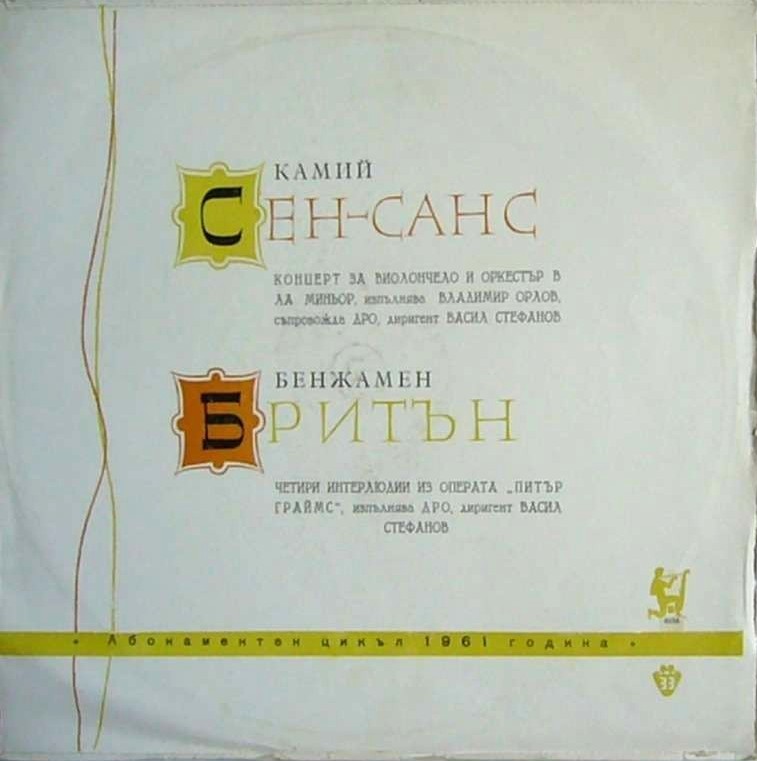 КАМИЙ
СЕН-САНС
КОНЦЕРТ ЗА ВИОЛОНЧЕЛО И ОРКЕСТЪР В
ЛА МИНЬОР, изпълнява ВЛАДИМИР ОРЛОВ,
съпровожда ДРО, диригент ВАСИЛ СТЕФАНОВ
БЕНЖАМЕН
БРИТЪН
ЧЕТИРИ ИНТЕРЛЮДИИ ИЗ ОПЕРАТА „ПИТЪР
ГРАЙМС“, изпълнява ДРО, диригент ВАСИЛ
СТЕФАНОВ
• Абонаментен цикъл 1961 година •
33